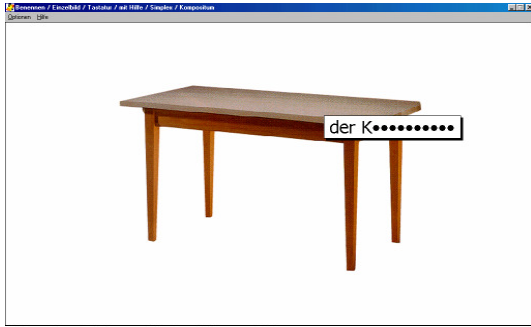 Benennen / Einzelbild / Tastatur / mit Hilfe / Simplex / Kompositum
Optionen Hilfe
der K••••••••••